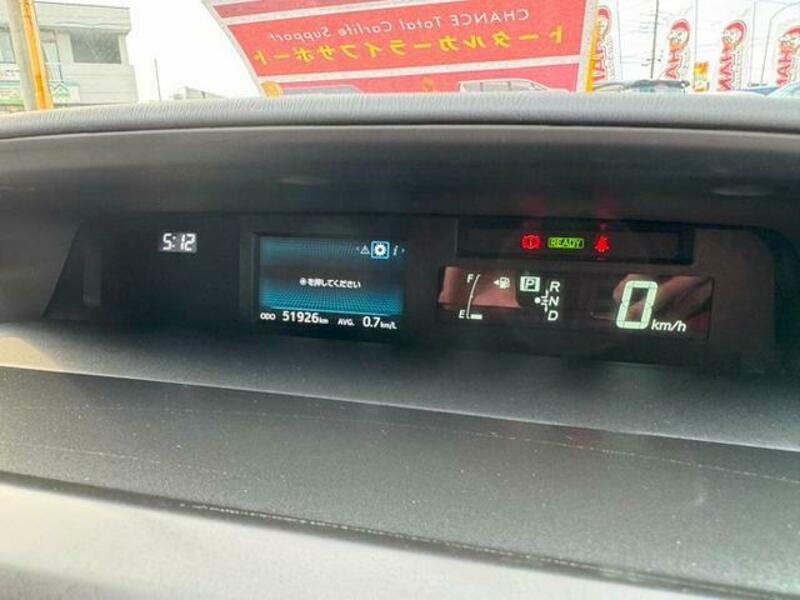 CHANCE Total Carlife Support
トータルカーライフサポート
5:12
i
を押してください
ODO 51926km AVG. 0.7km/L
READY
F
E
P
R
N
D
0 km/h